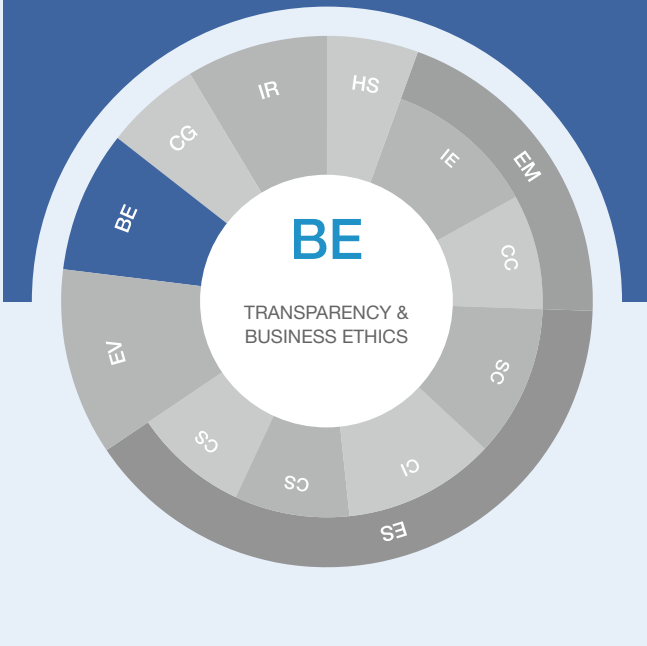 HS
EM
IE
CC
SC
CI
ES
CS
CS
EV
BE
CG
IR
BE
TRANSPARENCY &
BUSINESS ETHICS